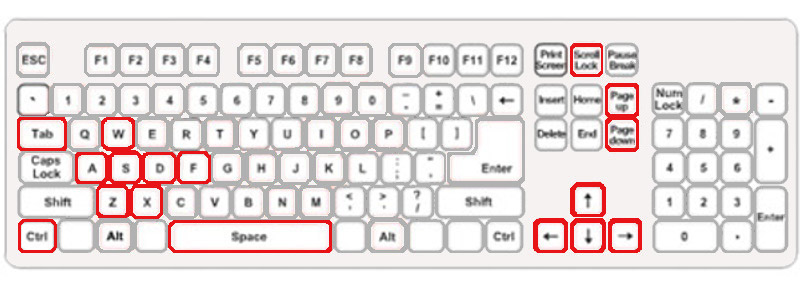 ESC F1 F2 F3 F4 F5 F6 F7 F8 F9 F10 F11 F12 Print Screen Scroll Lock Pause Break
` 1 2 3 4 5 6 7 8 9 0 - - + = \ ← Insert Home Page up Num Lock / * -
Tab Q W E R T Y U I O P [ ] Delete End Page down 7 8 9 +
Caps Lock A S D F G H J K L : ; " , Enter 4 5 6
Shift Z X C V B N M < , > . ? / Shift ↑ 1 2 3 Enter
Ctrl Alt Space Alt Ctrl ← ↓ → 0 .